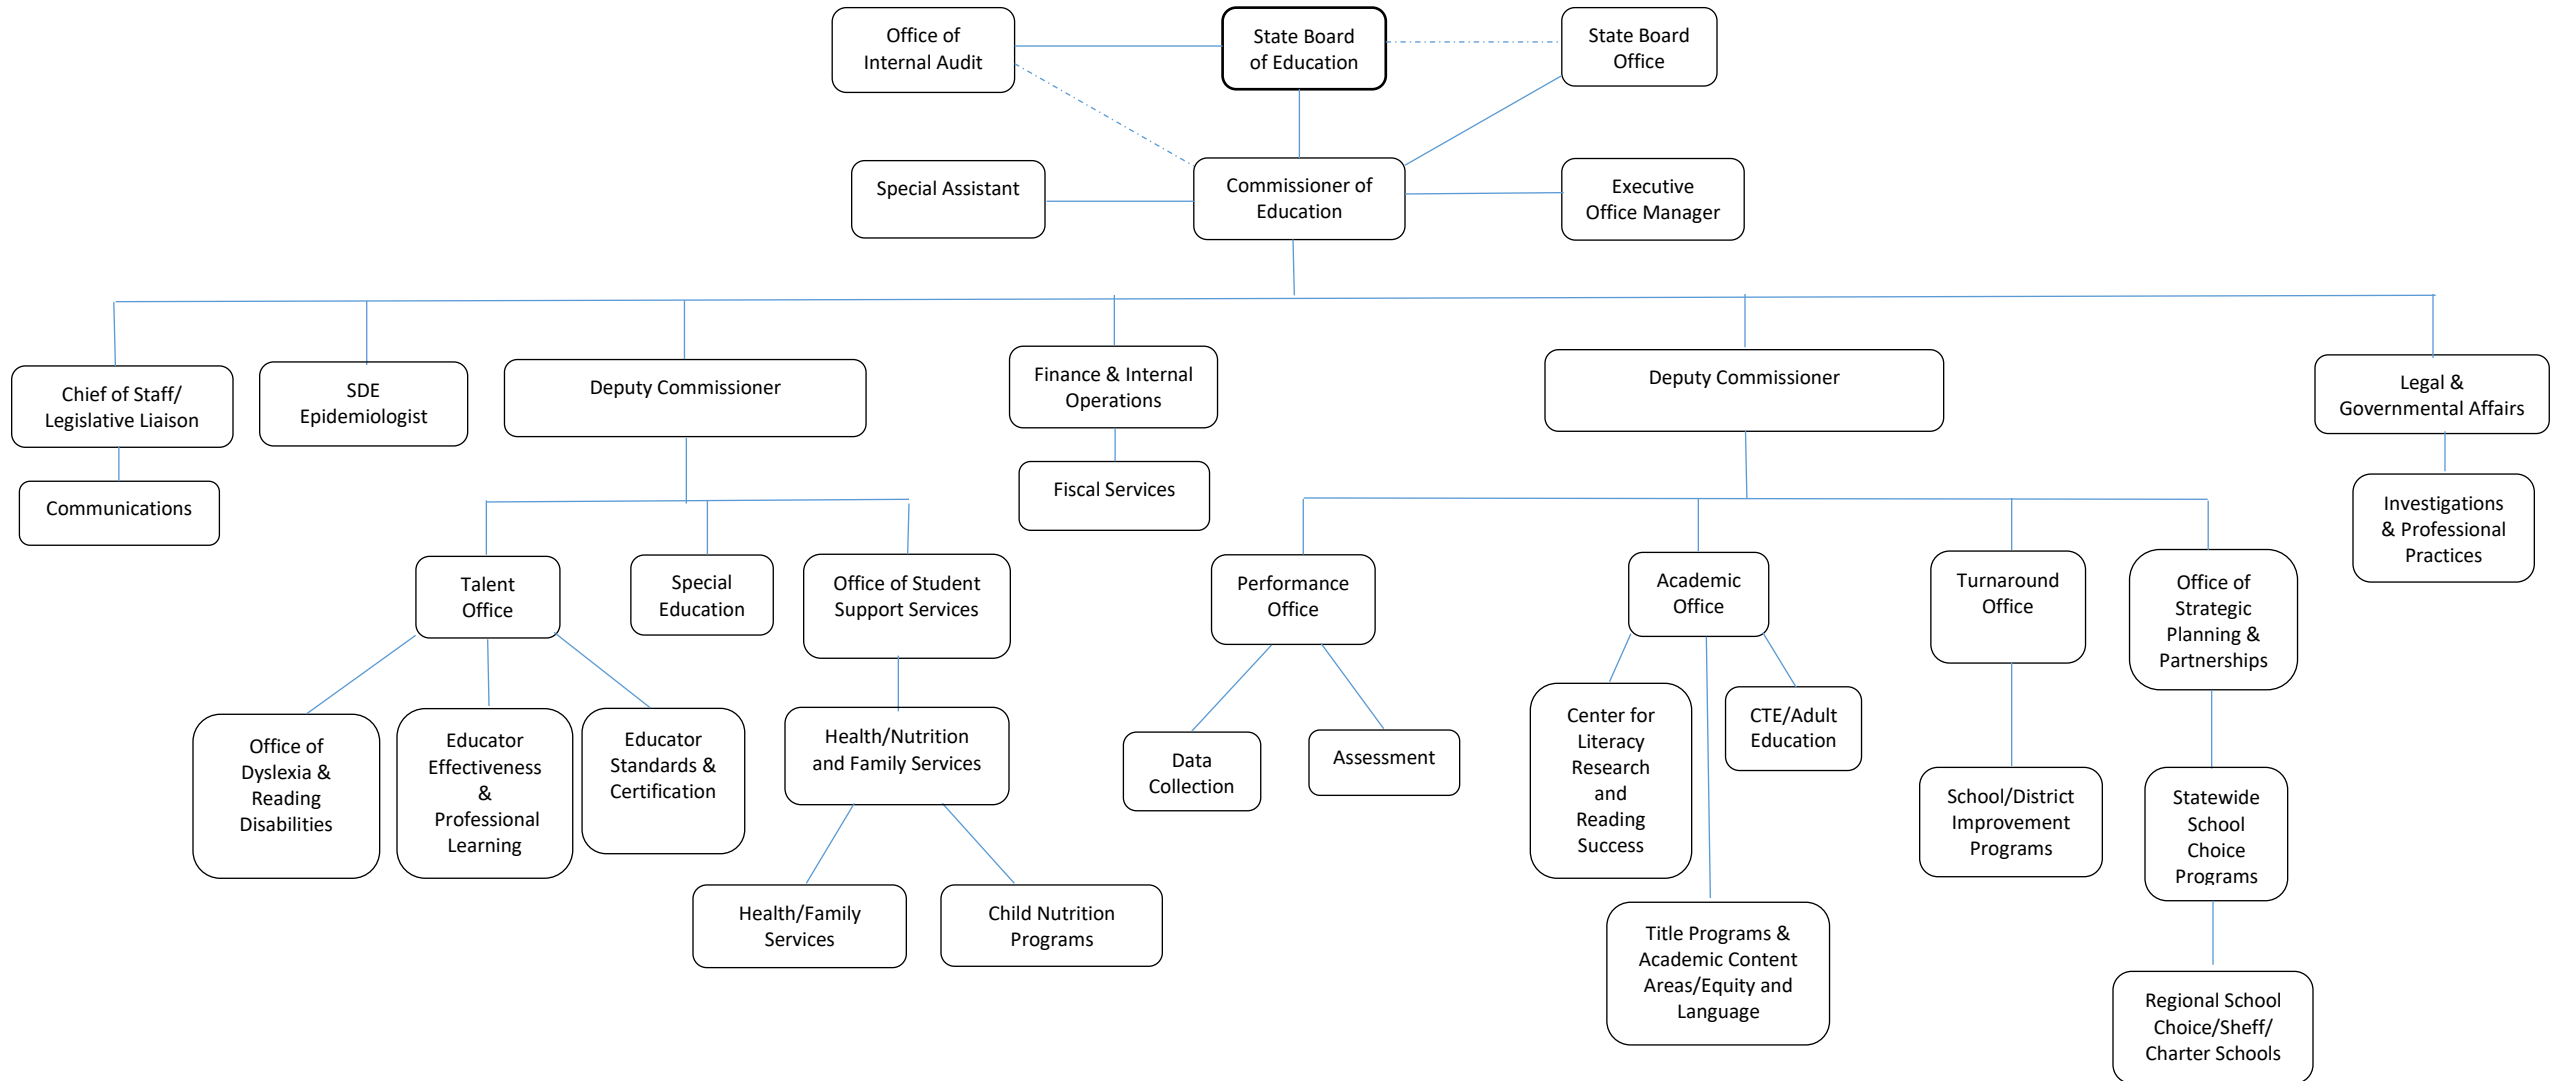 Office of
Internal Audit
State Board
of Education
State Board
Office
Special Assistant
Commissioner of
Education
Executive
Office Manager
Chief of Staff/
Legislative Liaison
SDE
Epidemiologist
Deputy Commissioner
Finance & Internal
Operations
Deputy Commissioner
Legal &
Governmental Affairs
Communications
Fiscal Services
Investigations
& Professional
Practices
Talent
Office
Special
Education
Office of Student
Support Services
Performance
Office
Academic
Office
Turnaround
Office
Office of
Strategic
Planning &
Partnerships
Office of
Dyslexia &
Reading
Disabilities
Educator
Effectiveness
&
Professional
Learning
Educator
Standards &
Certification
Health/Nutrition
and Family Services
Data
Collection
Assessment
Center for
Literacy
Research
and
Reading
Success
CTE/Adult
Education
School/District
Improvement
Programs
Statewide
School
Choice
Programs
Health/Family
Services
Child Nutrition
Programs
Title Programs &
Academic Content
Areas/Equity and
Language
Regional School
Choice/Sheff/
Charter Schools